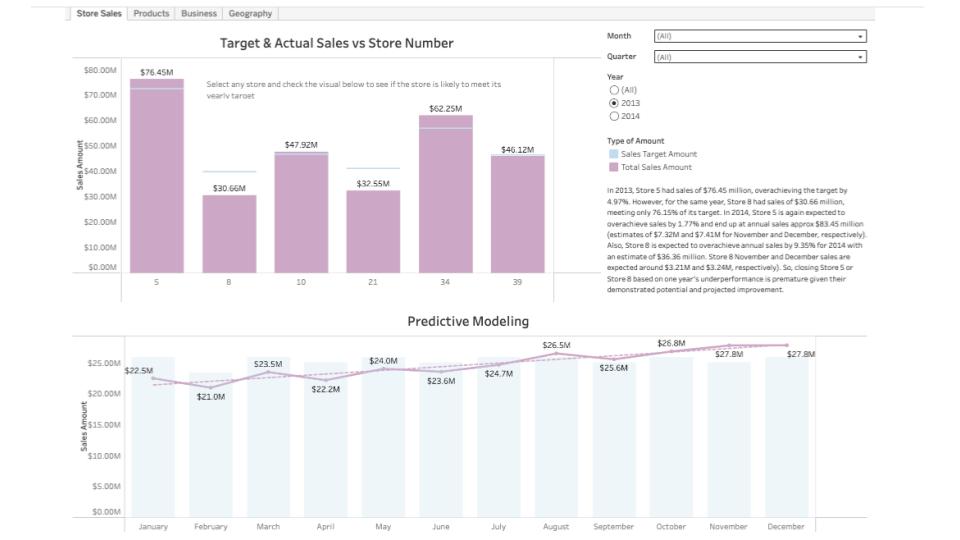 Store Sales Products Business Geography
Target & Actual Sales vs Store Number
Month (All)
Quarter (All)
Year
(All)
2013
2014
Type of Amount
Sales Target Amount
Total Sales Amount
Select any store and check the visual below to see if the store is likely to meet its
yearly target
Sales Amount
$80.00M
$70.00M
$60.00M
$50.00M
$40.00M
$30.00M
$20.00M
$10.00M
$0.00M
$76.45M
$30.66M
$47.92M
$32.55M
$62.25M
$46.12M
5 8 10 21 34 39
In 2013, Store 5 had sales of $76.45 million, overachieving the target by
4.97%. However, for the same year, Store 8 had sales of $30.66 million,
meeting only 76.15% of its target. In 2014, Store 5 is again expected to
overachieve sales by 1.77% and end up at annual sales approx $83.45 million
(estimates of $7.32M and $7.41M for November and December, respectively).
Also, Store 8 is expected to overachieve annual sales by 9.35% for 2014 with
an estimate of $36.36 million. Store 8 November and December sales are
expected around $3.21M and $3.24M, respectively). So, closing Store 5 or
Store 8 based on one year's underperformance is premature given their
demonstrated potential and projected improvement.
Predictive Modeling
Sales Amount
$25.00M
$20.00M
$15.00M
$10.00M
$5.00M
$0.00M
$22.5M
$21.0M
$23.5M
$22.2M
$24.0M
$23.6M
$24.7M
$26.5M
$25.6M
$26.8M
$27.8M
$27.8M
January February March April May June July August September October November December